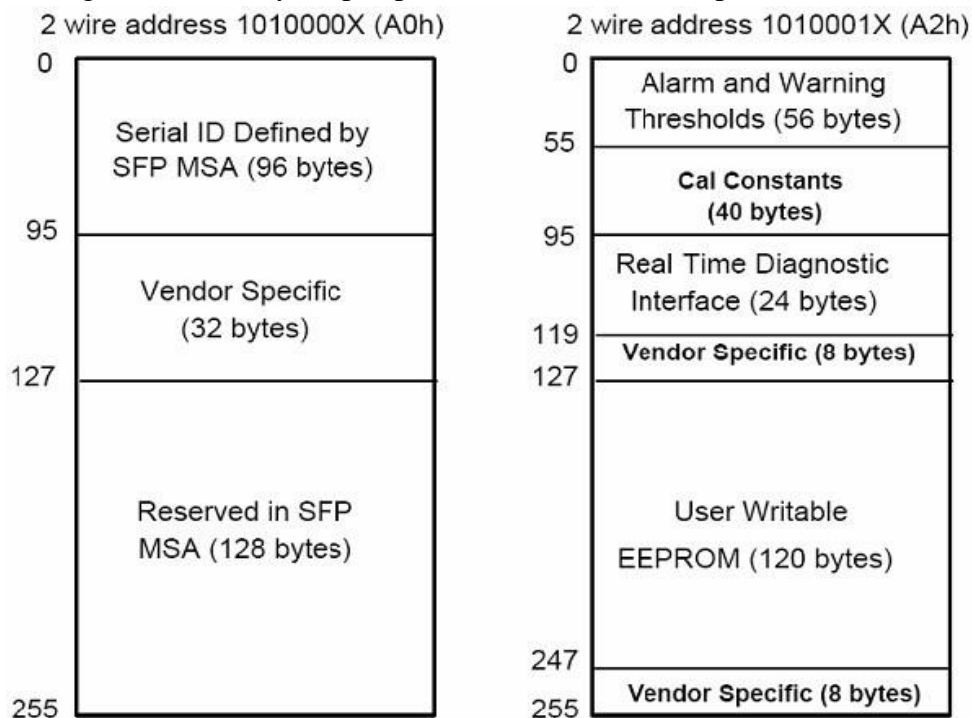 2 wire address 1010000X (A0h)
0
Serial ID Defined by
SFP MSA (96 bytes)
95
Vendor Specific
(32 bytes)
127
Reserved in SFP
MSA (128 bytes)
255
2 wire address 1010001X (A2h)
0
Alarm and Warning
Thresholds (56 bytes)
55
Cal Constants
(40 bytes)
95
Real Time Diagnostic
Interface (24 bytes)
119
Vendor Specific (8 bytes)
127
User Writable
EEPROM (120 bytes)
247
Vendor Specific (8 bytes)
255